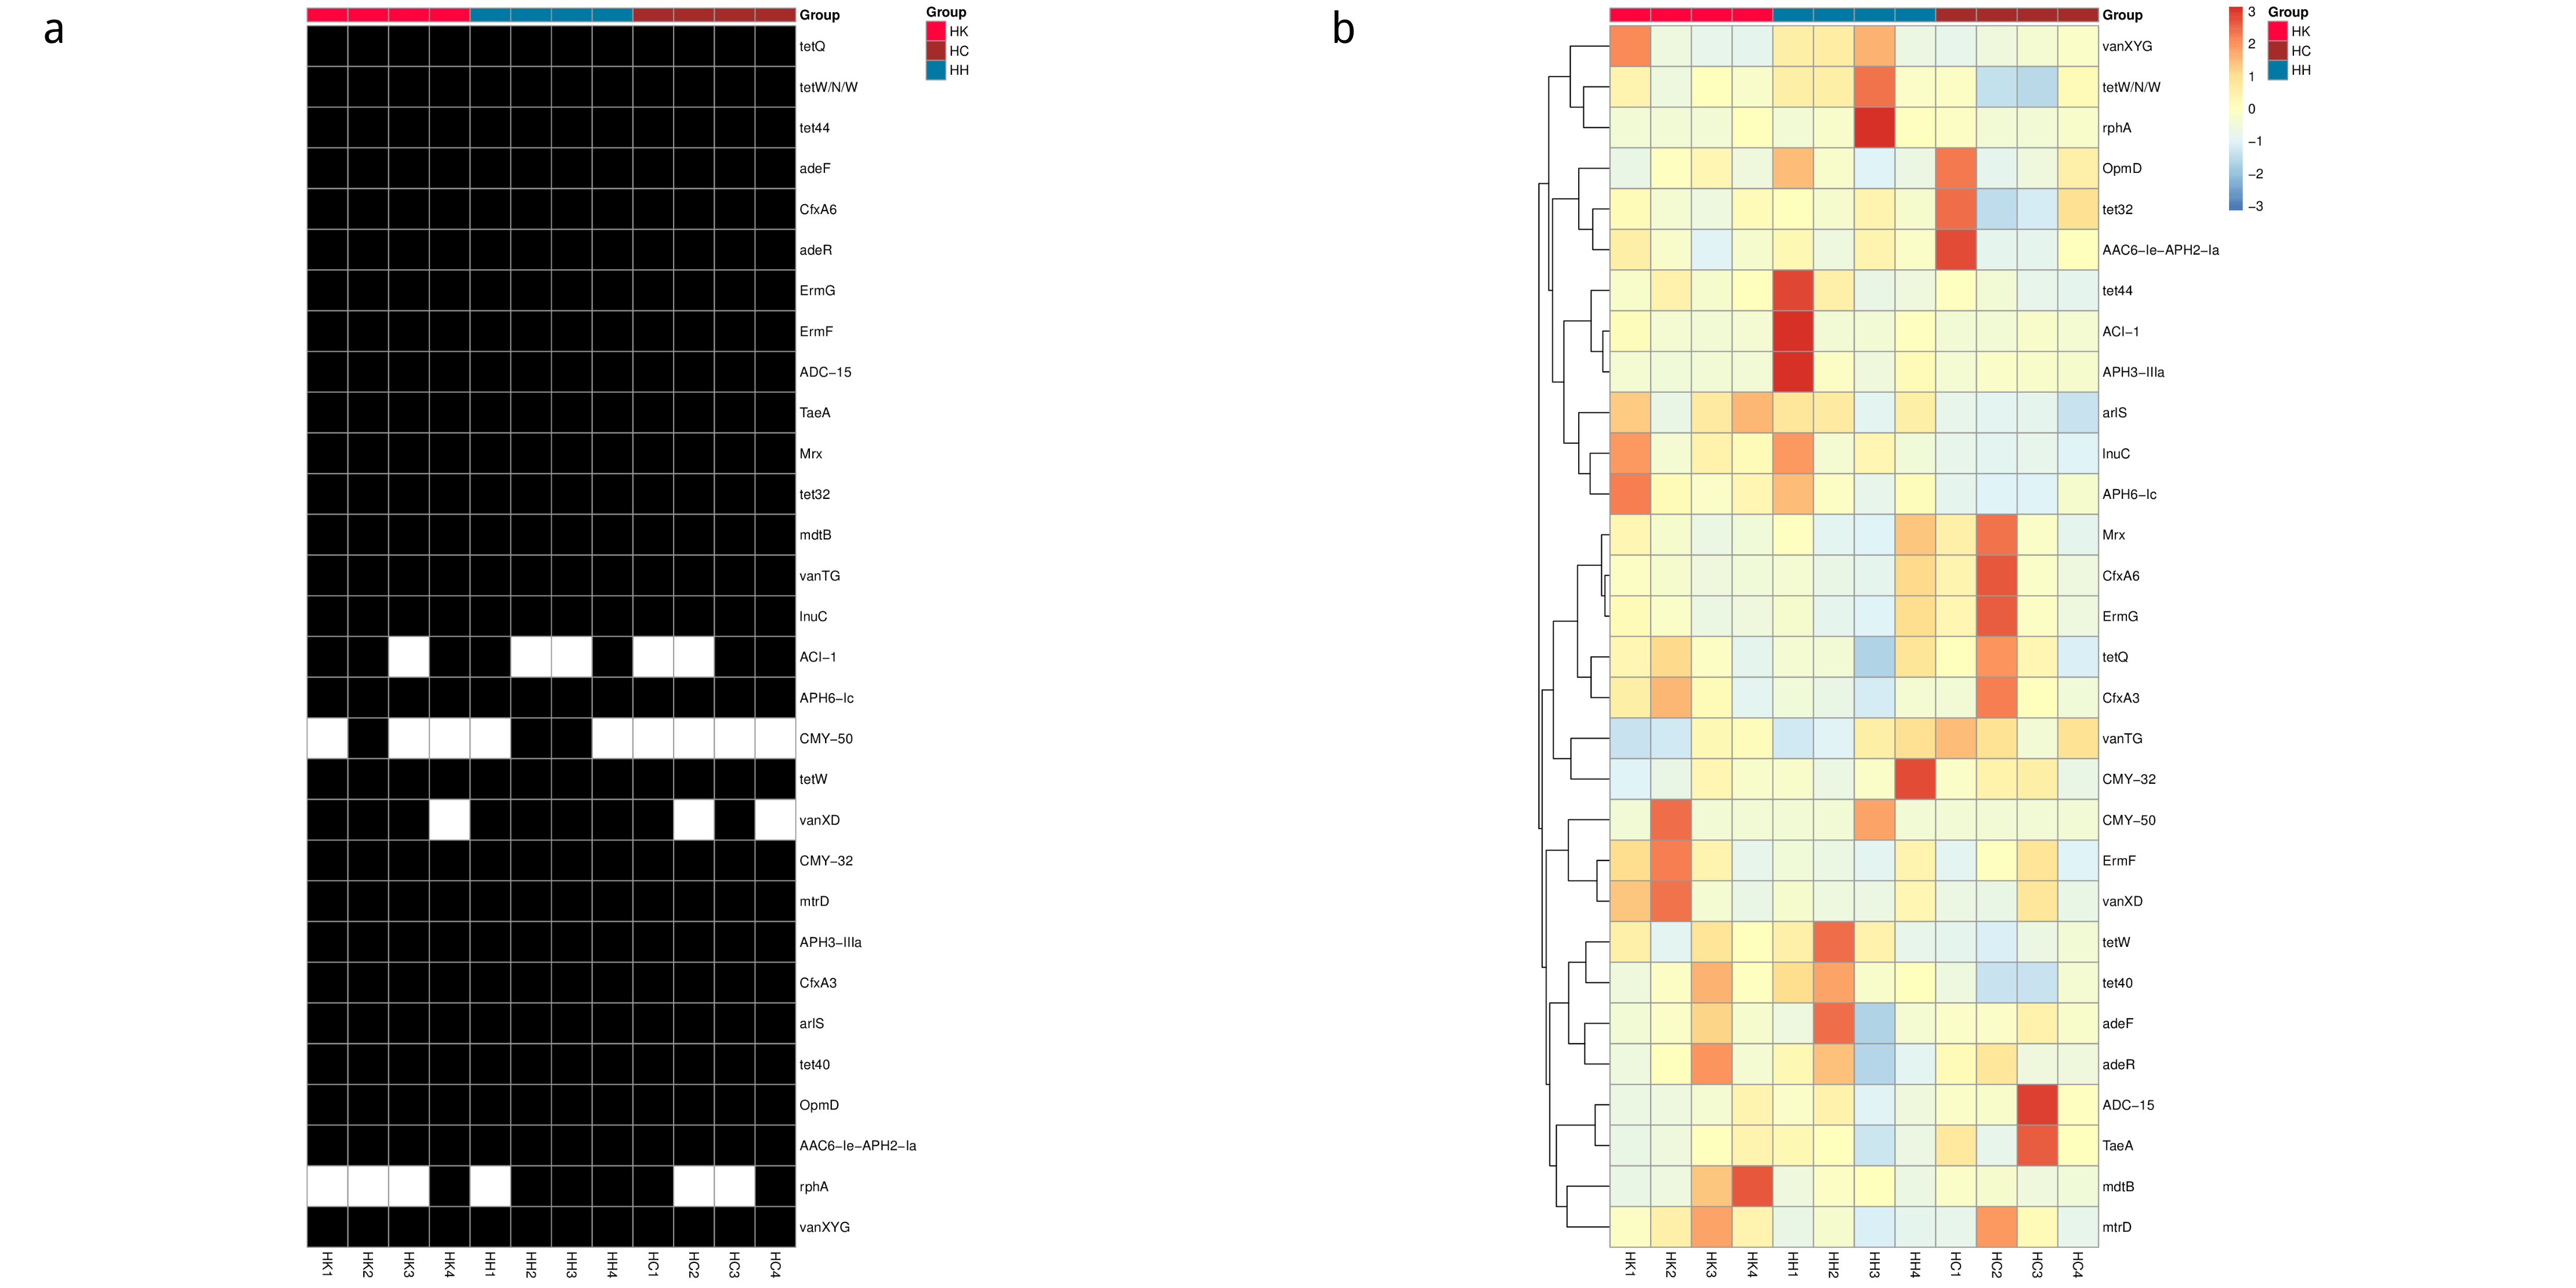 a
Group
tetQ
tetW/N/W
tet44
adeF
CfxA6
adeR
ErmG
ErmF
ADC−15
TaeA
Mrx
tet32
mdtB
vanTG
lnuC
ACI−1
APH6−Ic
CMY−50
tetW
vanXD
CMY−32
mtrD
APH3−IIIa
CfxA3
arlS
tet40
OpmD
AAC6−Ie−APH2−Ia
rphA
vanXYG
HK1 HK2 HK3 HK4 HH1 HH2 HH3 HH4 HC1 HC2 HC3 HC4
Group
HK
HC
HH
b
Group
vanXYG
tetW/N/W
rphA
OpmD
tet32
AAC6−Ie−APH2−Ia
tet44
ACI−1
APH3−IIIa
arlS
lnuC
APH6−Ic
Mrx
CfxA6
ErmG
tetQ
CfxA3
vanTG
CMY−32
CMY−50
ErmF
vanXD
tetW
tet40
adeF
adeR
ADC−15
TaeA
mdtB
mtrD
HK1 HK2 HK3 HK4 HH1 HH2 HH3 HH4 HC1 HC2 HC3 HC4
3
2
1
0
−1
−2
−3
Group
HK
HC
HH